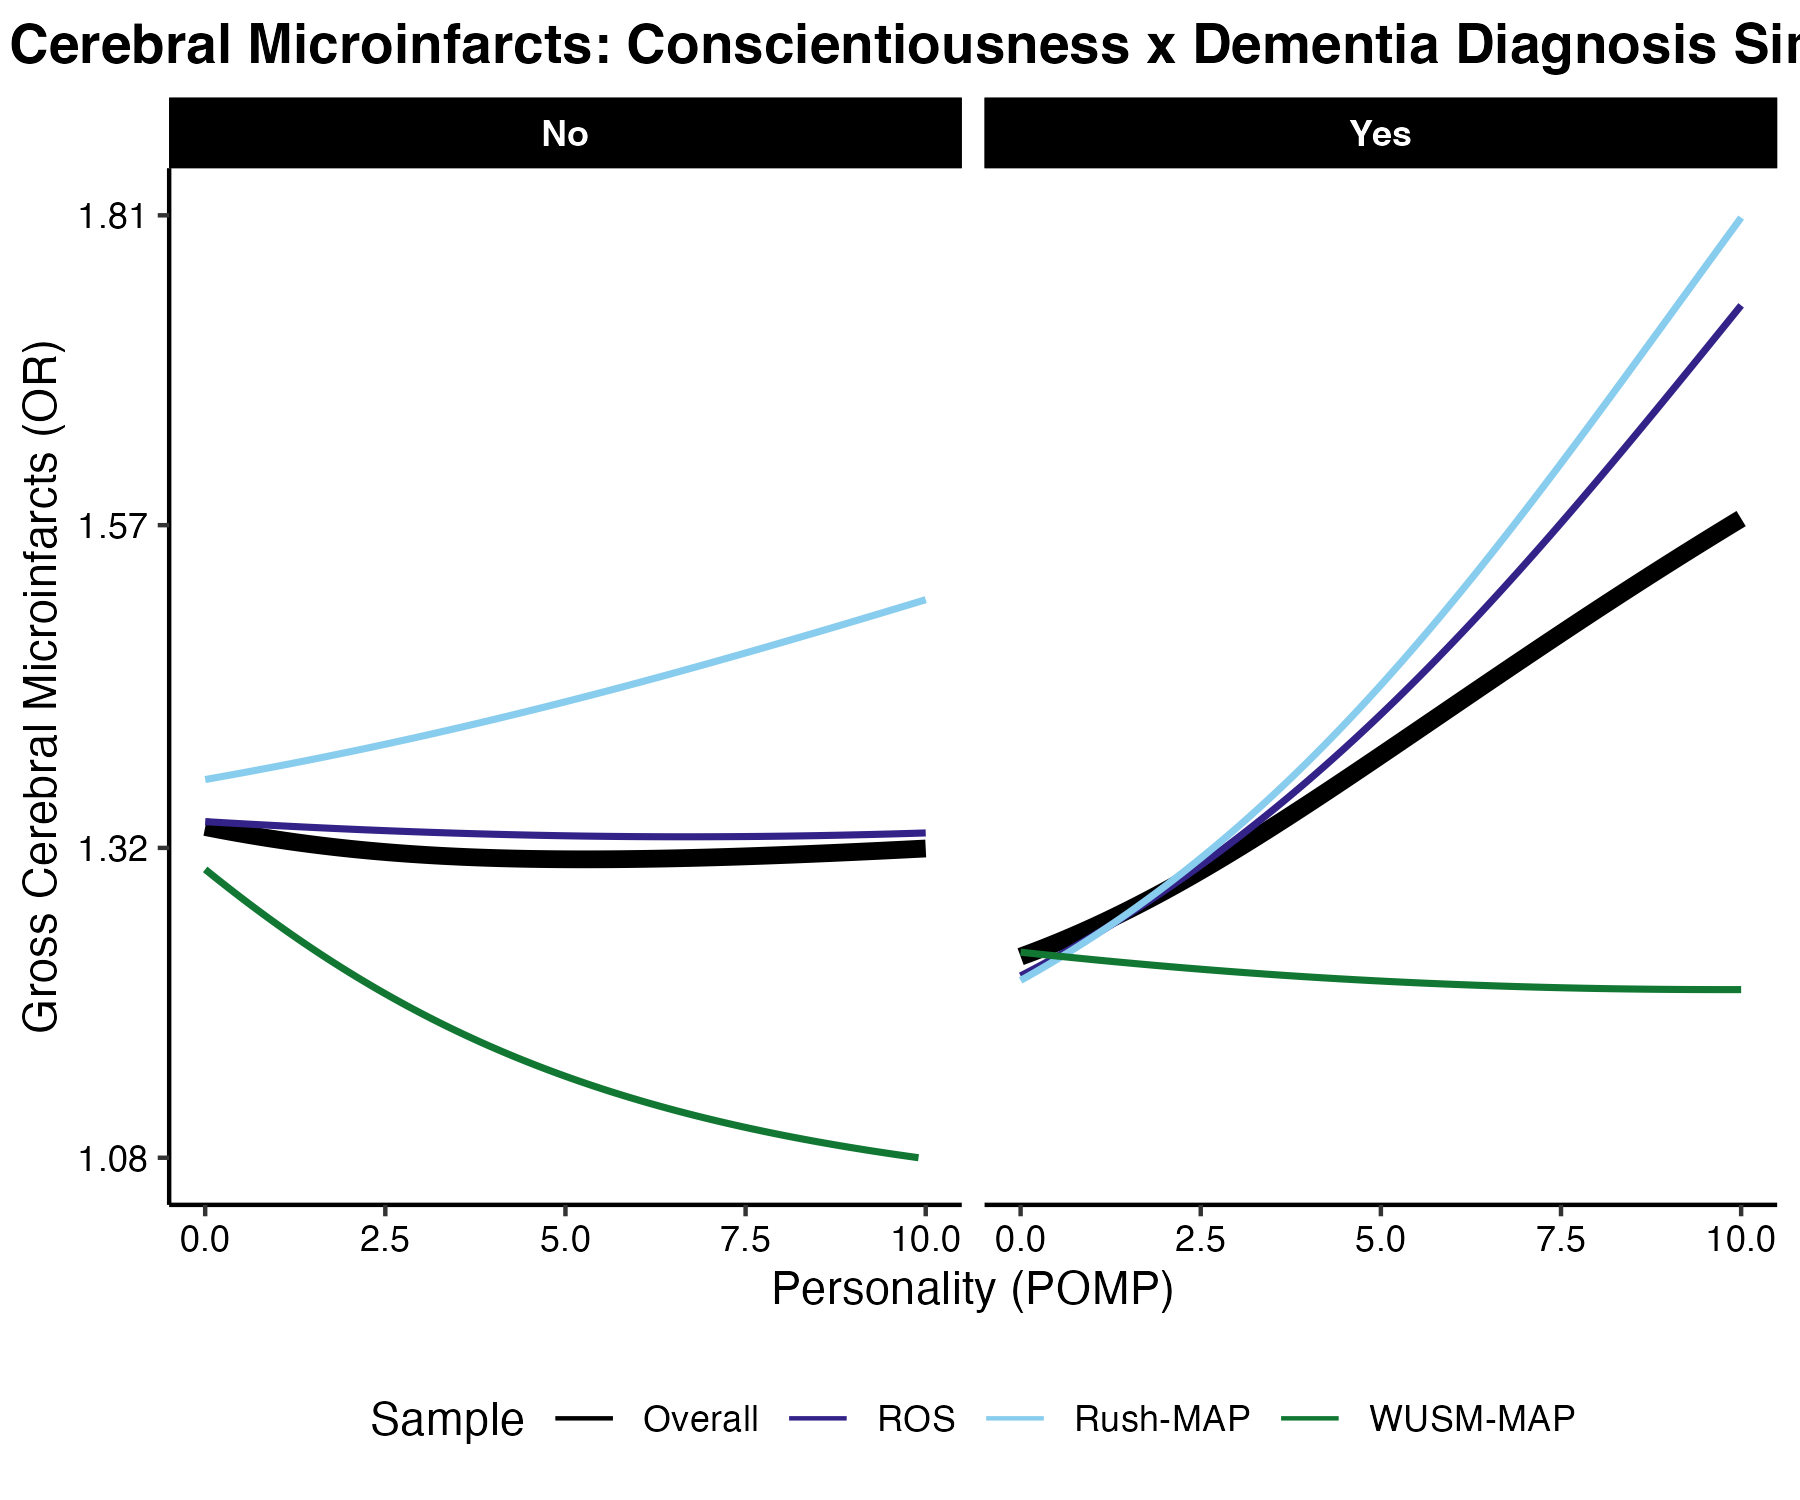 Cerebral Microinfarcts: Conscientiousness x Dementia Diagnosis
No
Yes
Gross Cerebral Microinfarcts (OR)
1.81
1.57
1.32
1.08
0.0 2.5 5.0 7.5 10.0 0.0 2.5 5.0 7.5 10.0
Personality (POMP)
Sample Overall ROS Rush-MAP WUSM-MAP